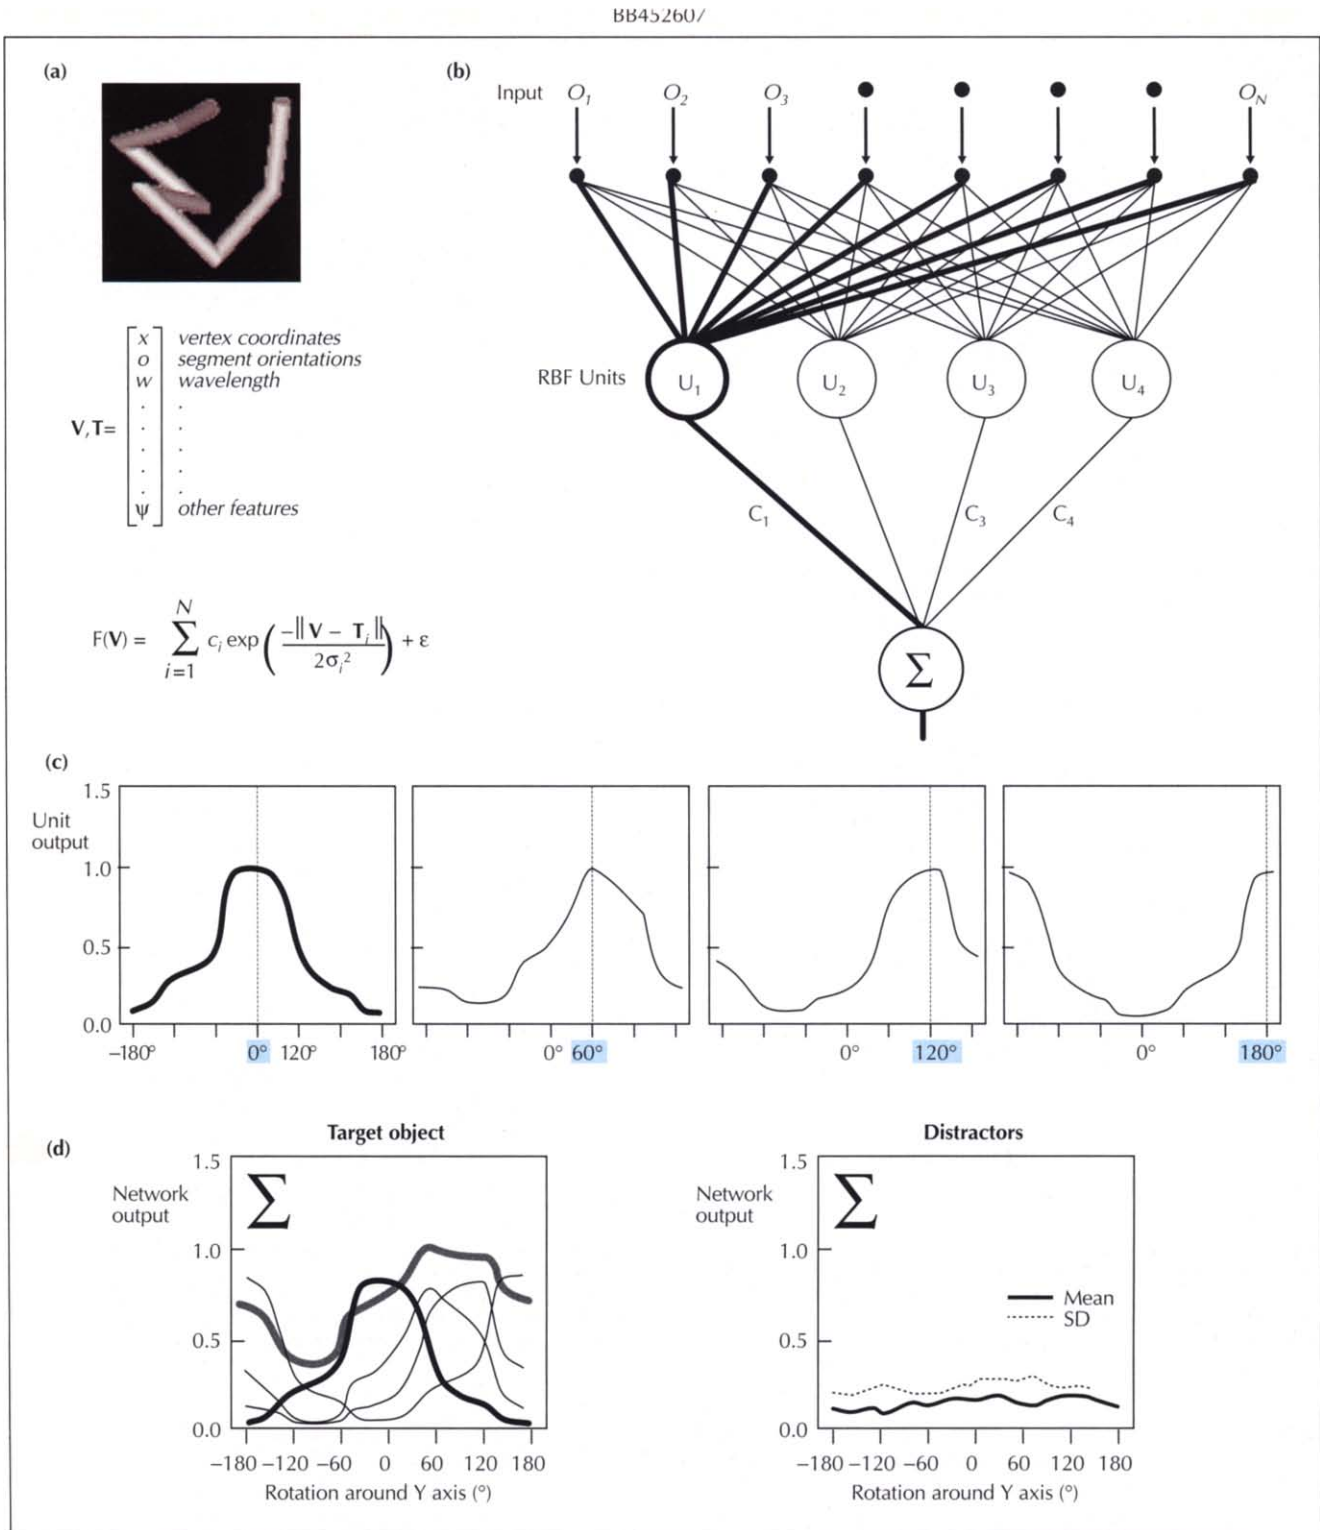 BB452607
(a)
(b)
Input O1 O2 O3 ON
x vertex coordinates
o segment orientations
w wavelength
V,T=
ψ other features
RBF Units U1 U2 U3 U4
C1 C3 C4
F(V) = N ∑ i=1 ci exp ( -‖V - Ti‖ / 2σi² ) + ε
∑
(c)
1.5
Unit
output
1.0
0.5
0.0
-180° 0° 120° 180° 0° 60° 0° 120° 0° 180°
(d)
Target object
1.5
Network
output
∑
1.0
0.5
0.0
-180 -120 -60 0 60 120 180
Rotation around Y axis (°)
Distractors
1.5
Network
output
∑
1.0
Mean
SD
0.5
0.0
-180 -120 -60 0 60 120 180
Rotation around Y axis (°)